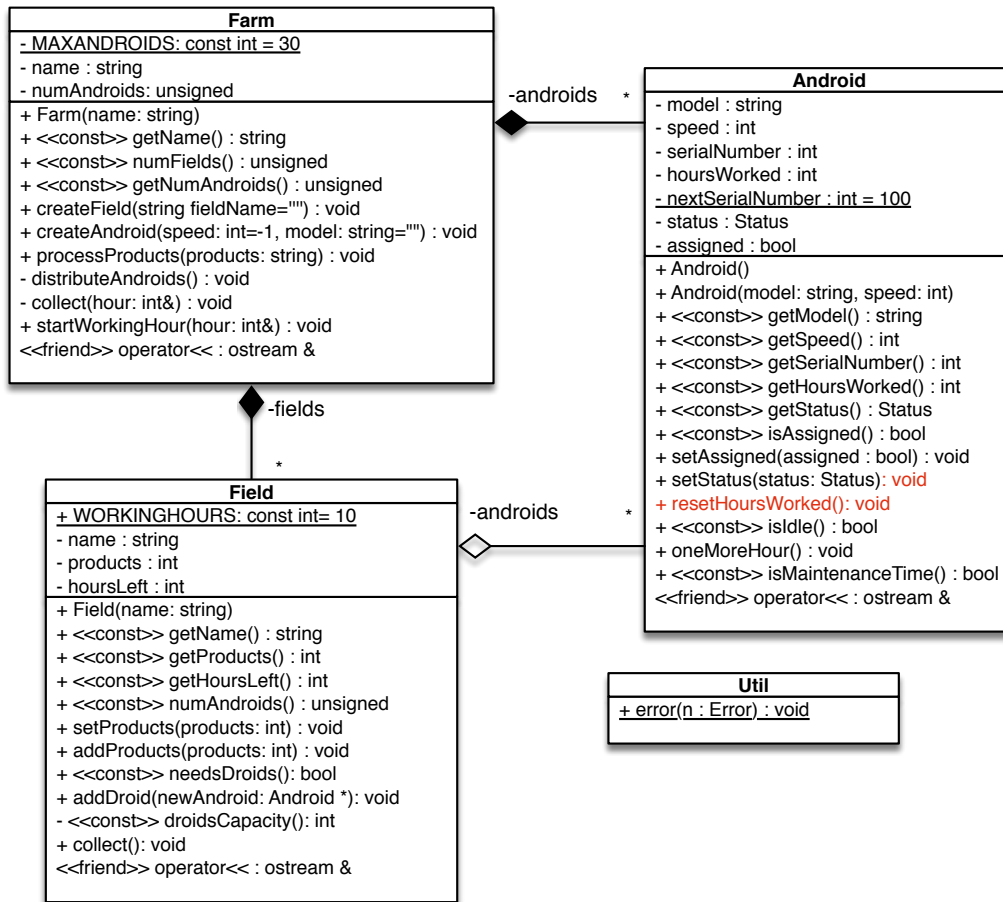 Farm
- MAXANDROIDS: const int = 30
- name : string
- numAndroids: unsigned
+ Farm(name: string)
+ <<const>> getName() : string
+ <<const>> numFields() : unsigned
+ <<const>> getNumAndroids() : unsigned
+ createField(string fieldName="") : void
+ createAndroid(speed: int=-1, model: string="") : void
+ processProducts(products: string) : void
- distributeAndroids() : void
- collect(hour: int&) : void
+ startWorkingHour(hour: int&) : void
<<friend>> operator<< : ostream &
-androids
*
Android
- model : string
- speed : int
- serialNumber : int
- hoursWorked : int
- nextSerialNumber : int = 100
- status : Status
- assigned : bool
+ Android()
+ Android(model: string, speed: int)
+ <<const>> getModel() : string
+ <<const>> getSpeed() : int
+ <<const>> getSerialNumber() : int
+ <<const>> getHoursWorked() : int
+ <<const>> getStatus() : Status
+ <<const>> isAssigned() : bool
+ setAssigned(assigned : bool) : void
+ setStatus(status: Status): void
+ resetHoursWorked(): void
+ <<const>> isIdle() : bool
+ oneMoreHour() : void
+ <<const>> isMaintenanceTime() : bool
<<friend>> operator<< : ostream &
-fields
*
Field
+ WORKINGHOURS: const int= 10
- name : string
- products : int
- hoursLeft : int
+ Field(name: string)
+ <<const>> getName() : string
+ <<const>> getProducts() : int
+ <<const>> getHoursLeft() : int
+ <<const>> numAndroids() : unsigned
+ setProducts(products: int) : void
+ addProducts(products: int) : void
+ <<const>> needsDroids(): bool
+ addDroid(newAndroid: Android *): void
- <<const>> droidsCapacity(): int
+ collect(): void
<<friend>> operator<< : ostream &
-androids
*
Util
+ error(n : Error) : void